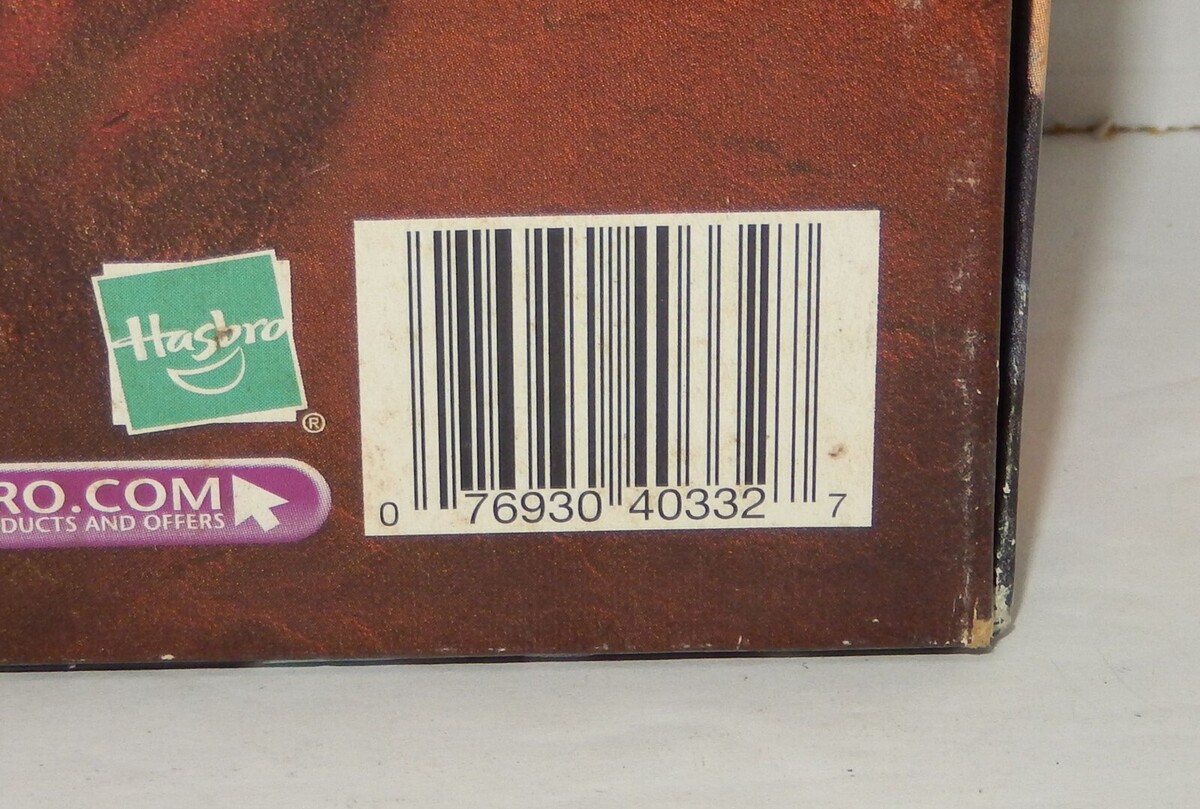 Hasbro
®
RO.COM
DUCTS AND OFFERS
0 76930 40332 7